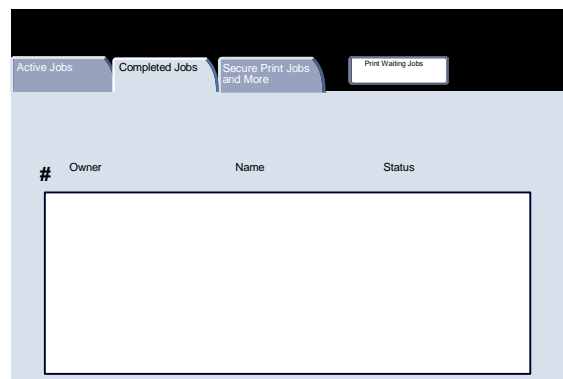 Active Jobs
Completed Jobs
Secure Print Jobs
and More
Print Waiting Jobs
# Owner Name Status